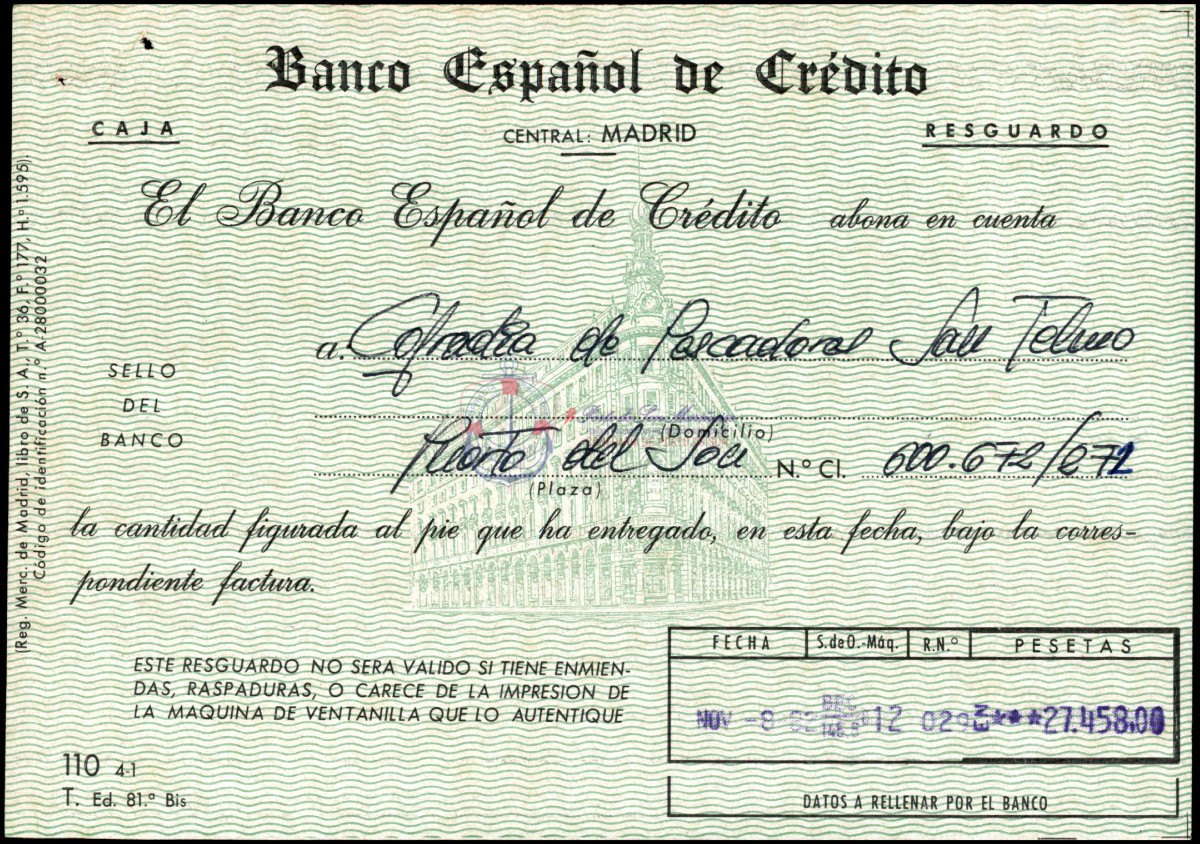 Banco Español de Crédito
CAJA
CENTRAL: MADRID
RESGUARDO
El Banco Español de Crédito abona en cuenta
a. Cofradía de Pescadores San Telmo
SELLO
DEL
BANCO
(Domicilio)
Puerto del Son N.º Cl. 600.672/271
(Plaza)
la cantidad figurada al pie que ha entregado, en esta fecha, bajo la corres-
pondiente factura.
ESTE RESGUARDO NO SERA VALIDO SI TIENE ENMIEN-
DAS, RASPADURAS, O CARECE DE LA IMPRESION DE
LA MAQUINA DE VENTANILLA QUE LO AUTENTIQUE
FECHA S.deO.-Máq. R.N.º PESETAS
NOV -8 82 BEC 12 029 ***27.458.00
DATOS A RELLENAR POR EL BANCO
110 4-1
T. Ed. 81.ª Bis
(Reg. Merc. de Madrid, libro de S. A., T.º 36, F.º 177, H.ª 1.595).
Código de identificación n.º A-28000032